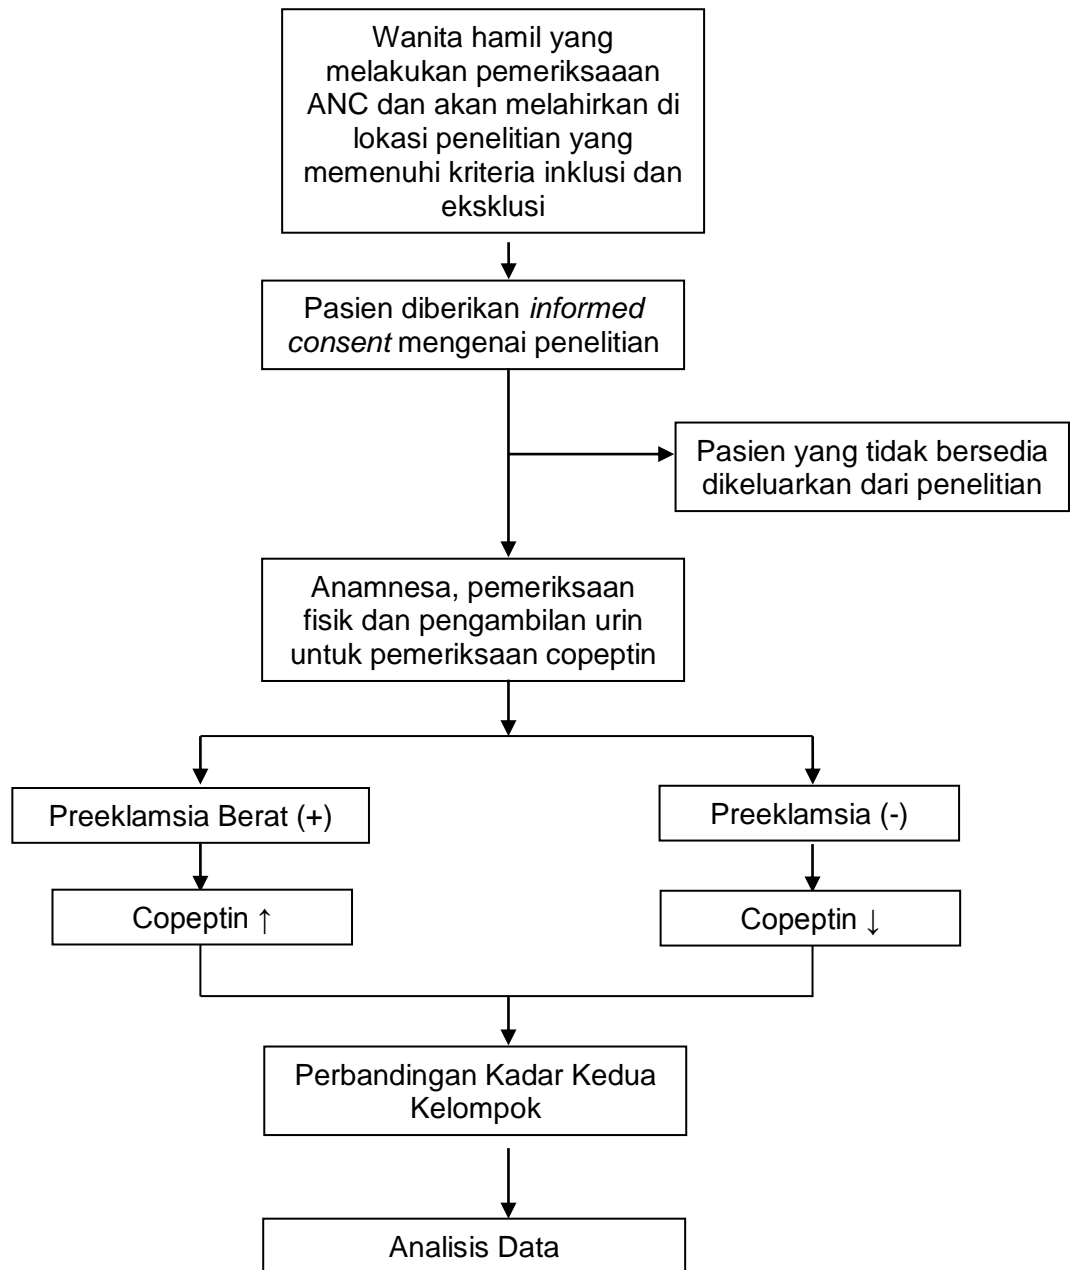 Wanita hamil yang
melakukan pemeriksaaan
ANC dan akan melahirkan di
lokasi penelitian yang
memenuhi kriteria inklusi dan
eksklusi
Pasien diberikan informed
consent mengenai penelitian
Pasien yang tidak bersedia
dikeluarkan dari penelitian
Anamnesa, pemeriksaan
fisik dan pengambilan urin
untuk pemeriksaan copeptin
Preeklamsia Berat (+)
Preeklamsia (-)
Copeptin ↑
Copeptin ↓
Perbandingan Kadar Kedua
Kelompok
Analisis Data